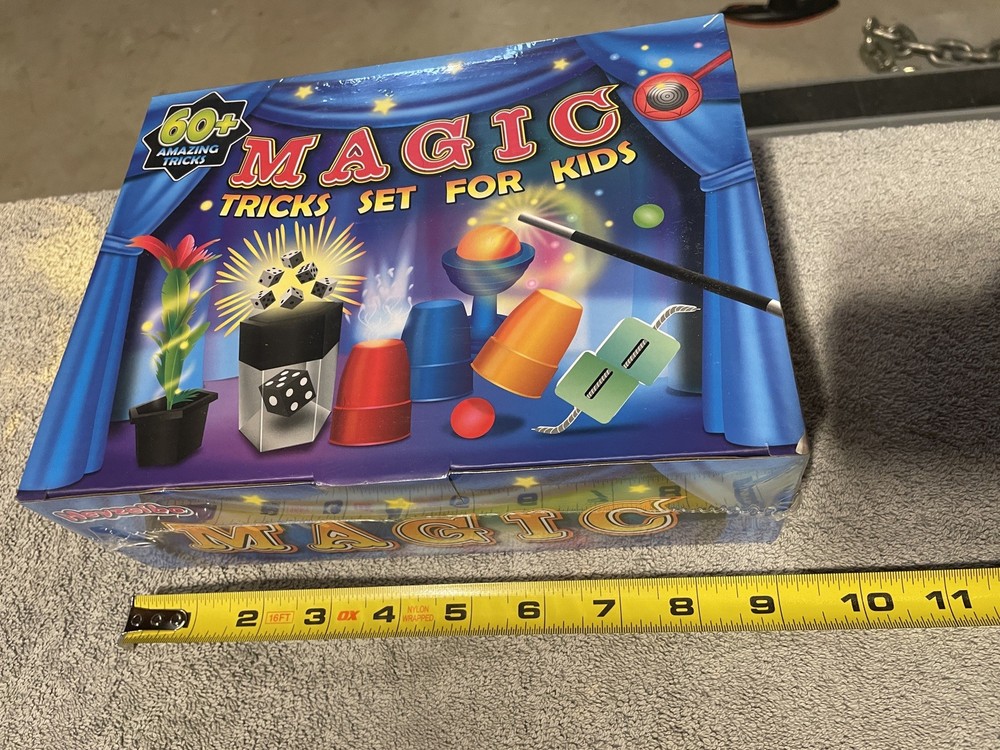 60+
AMAZING
TRICKS
MAGIC
TRICKS SET FOR KIDS
MAGIC
2 16FT 3 OX 4 NYLON
WRAPPED 5 6 7 8 9 10 11